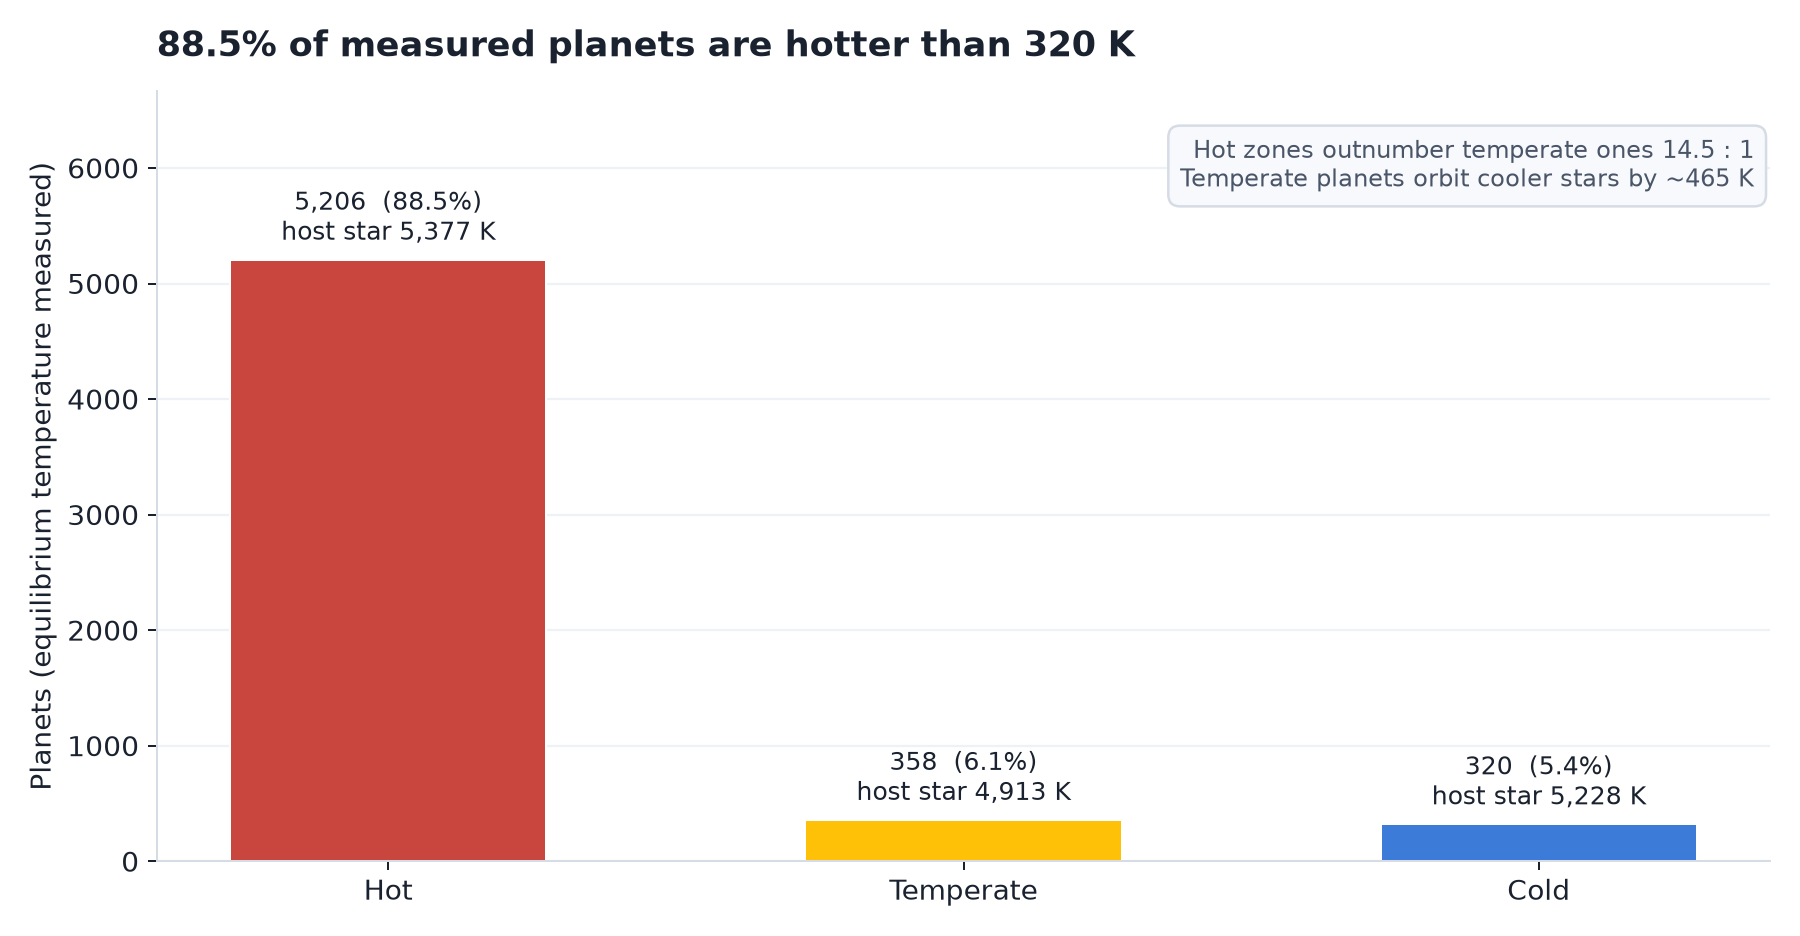 88.5% of measured planets are hotter than 320 K
Hot zones outnumber temperate ones 14.5 : 1
Temperate planets orbit cooler stars by ~465 K
Planets (equilibrium temperature measured)
6000
5000
4000
3000
2000
1000
0
5,206 (88.5%)
host star 5,377 K
358 (6.1%)
host star 4,913 K
320 (5.4%)
host star 5,228 K
Hot
Temperate
Cold